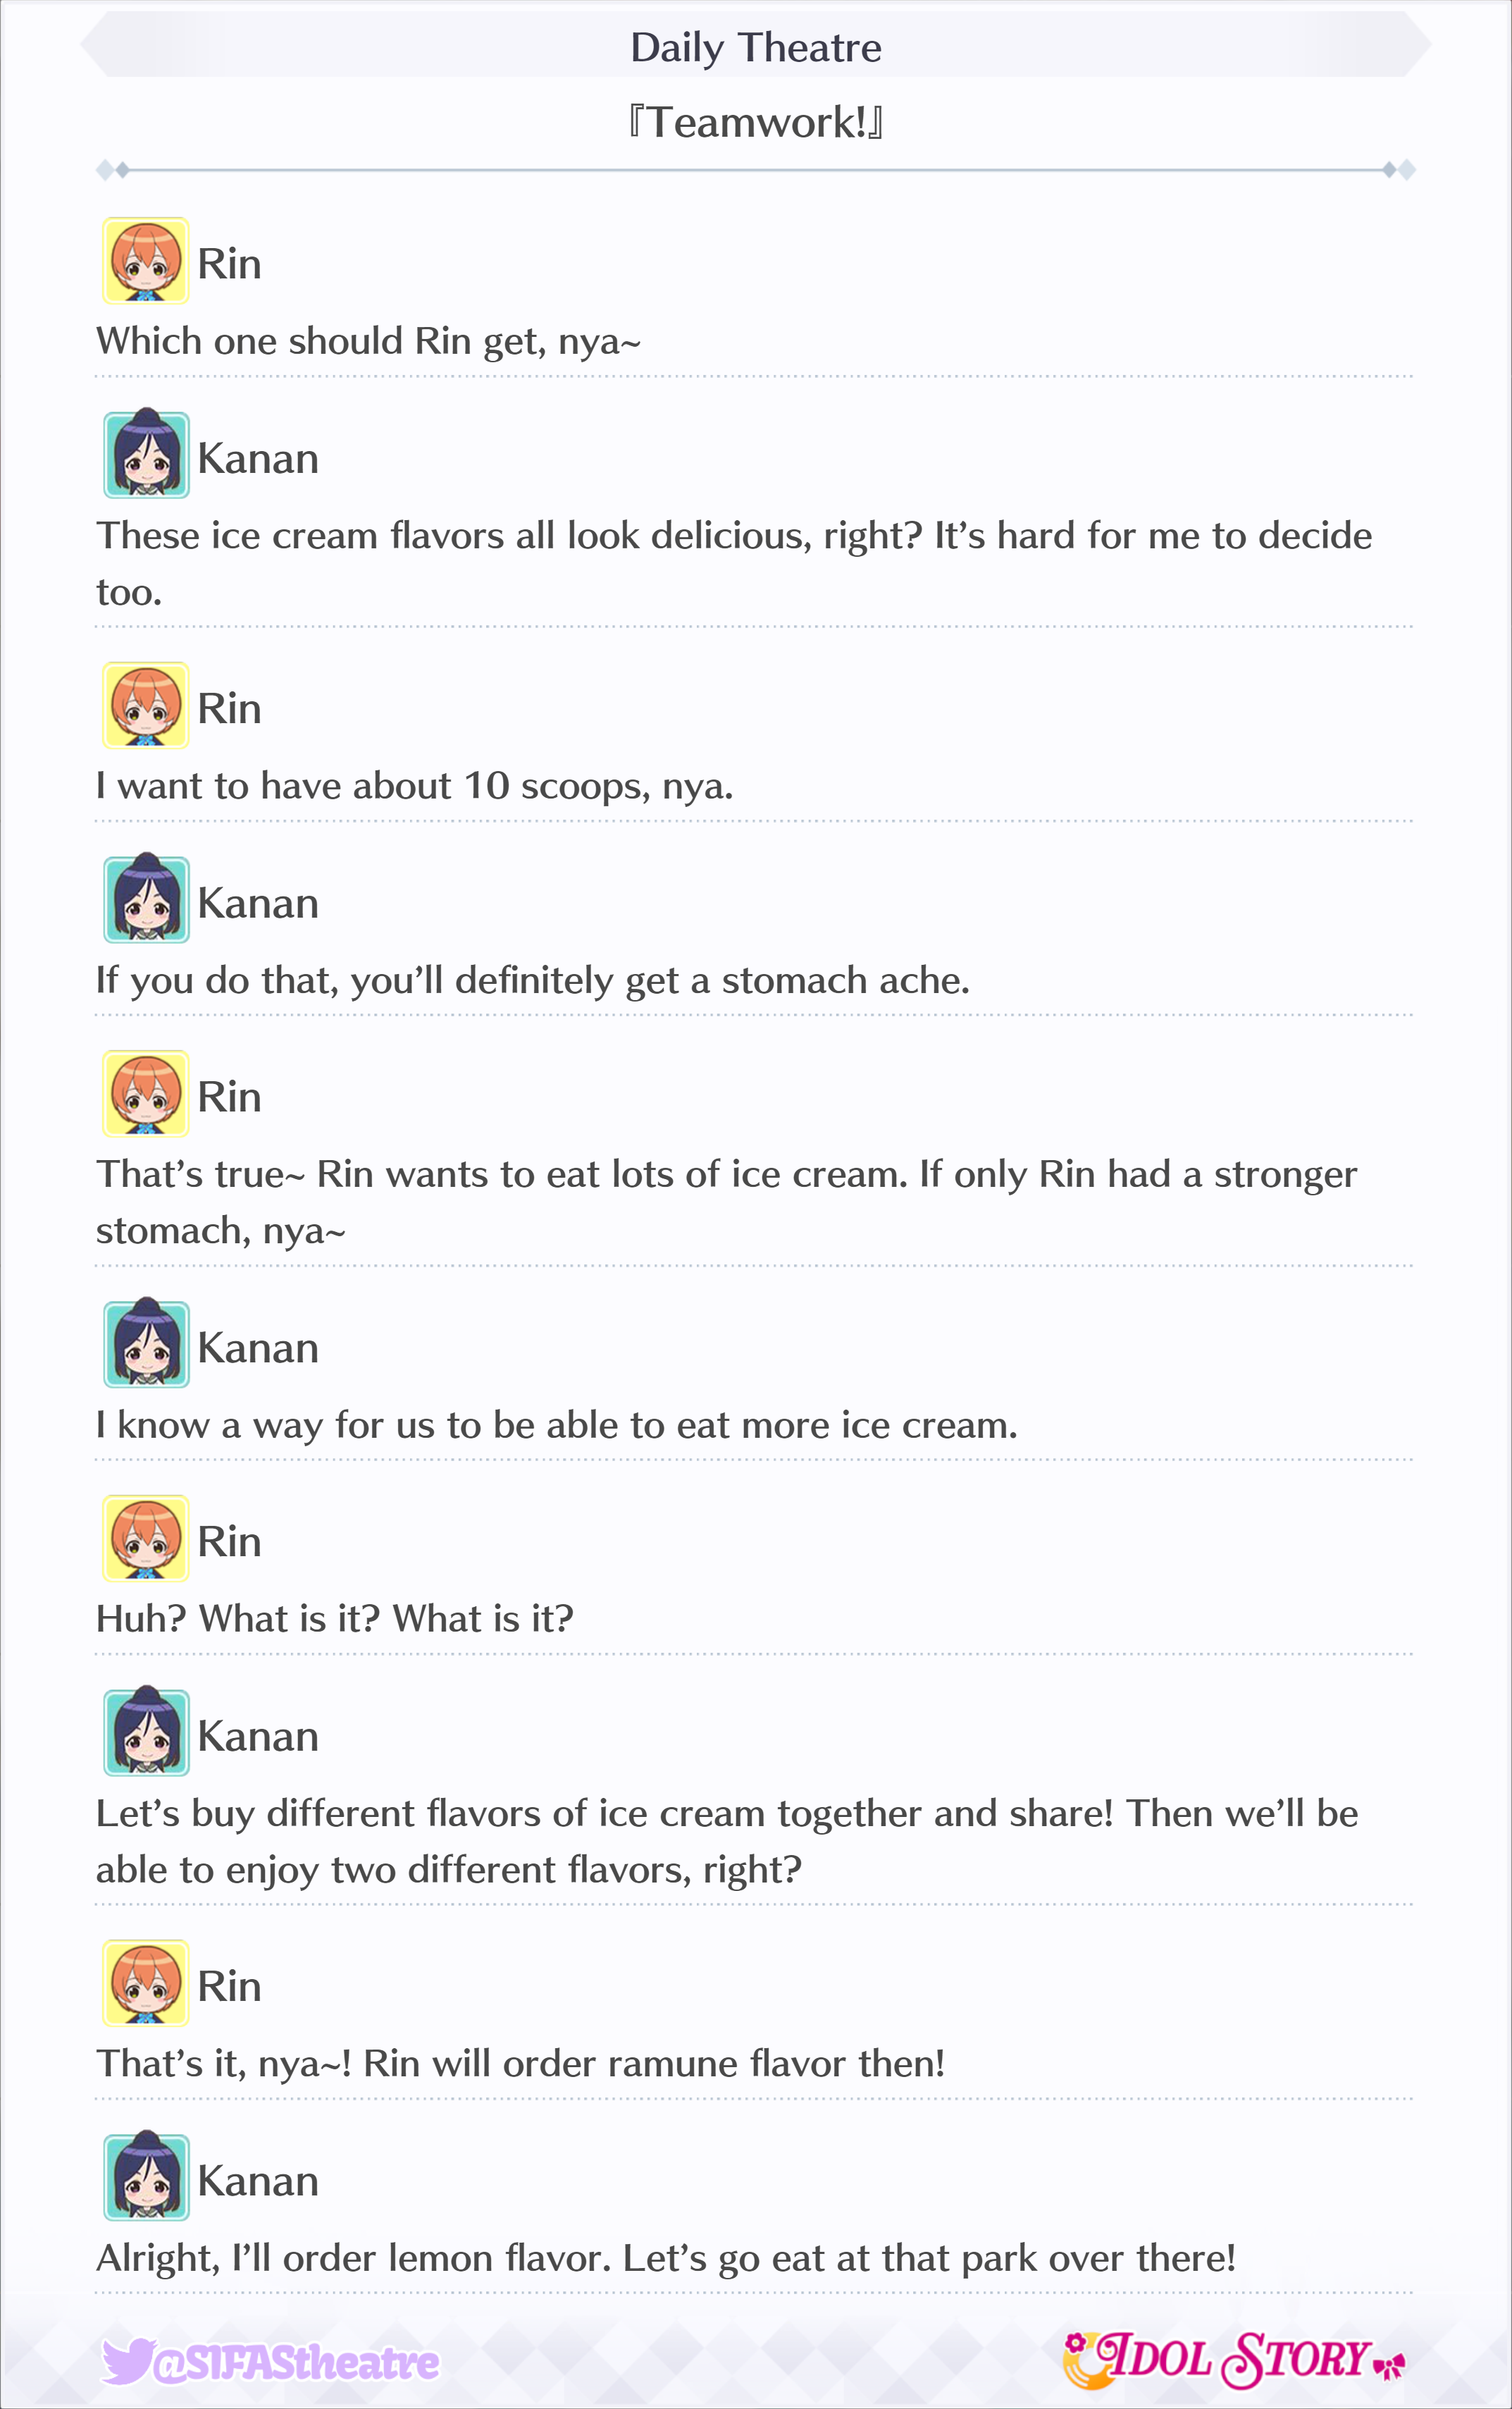 Daily Theatre
『Teamwork!』
Rin
Which one should Rin get, nya~
Kanan
These ice cream flavors all look delicious, right? It’s hard for me to decide
too.
Rin
I want to have about 10 scoops, nya.
Kanan
If you do that, you’ll definitely get a stomach ache.
Rin
That’s true~ Rin wants to eat lots of ice cream. If only Rin had a stronger
stomach, nya~
Kanan
I know a way for us to be able to eat more ice cream.
Rin
Huh? What is it? What is it?
Kanan
Let’s buy different flavors of ice cream together and share! Then we’ll be
able to enjoy two different flavors, right?
Rin
That’s it, nya~! Rin will order ramune flavor then!
Kanan
Alright, I’ll order lemon flavor. Let’s go eat at that park over there!
@SIFAStheatre
IDOL STORY